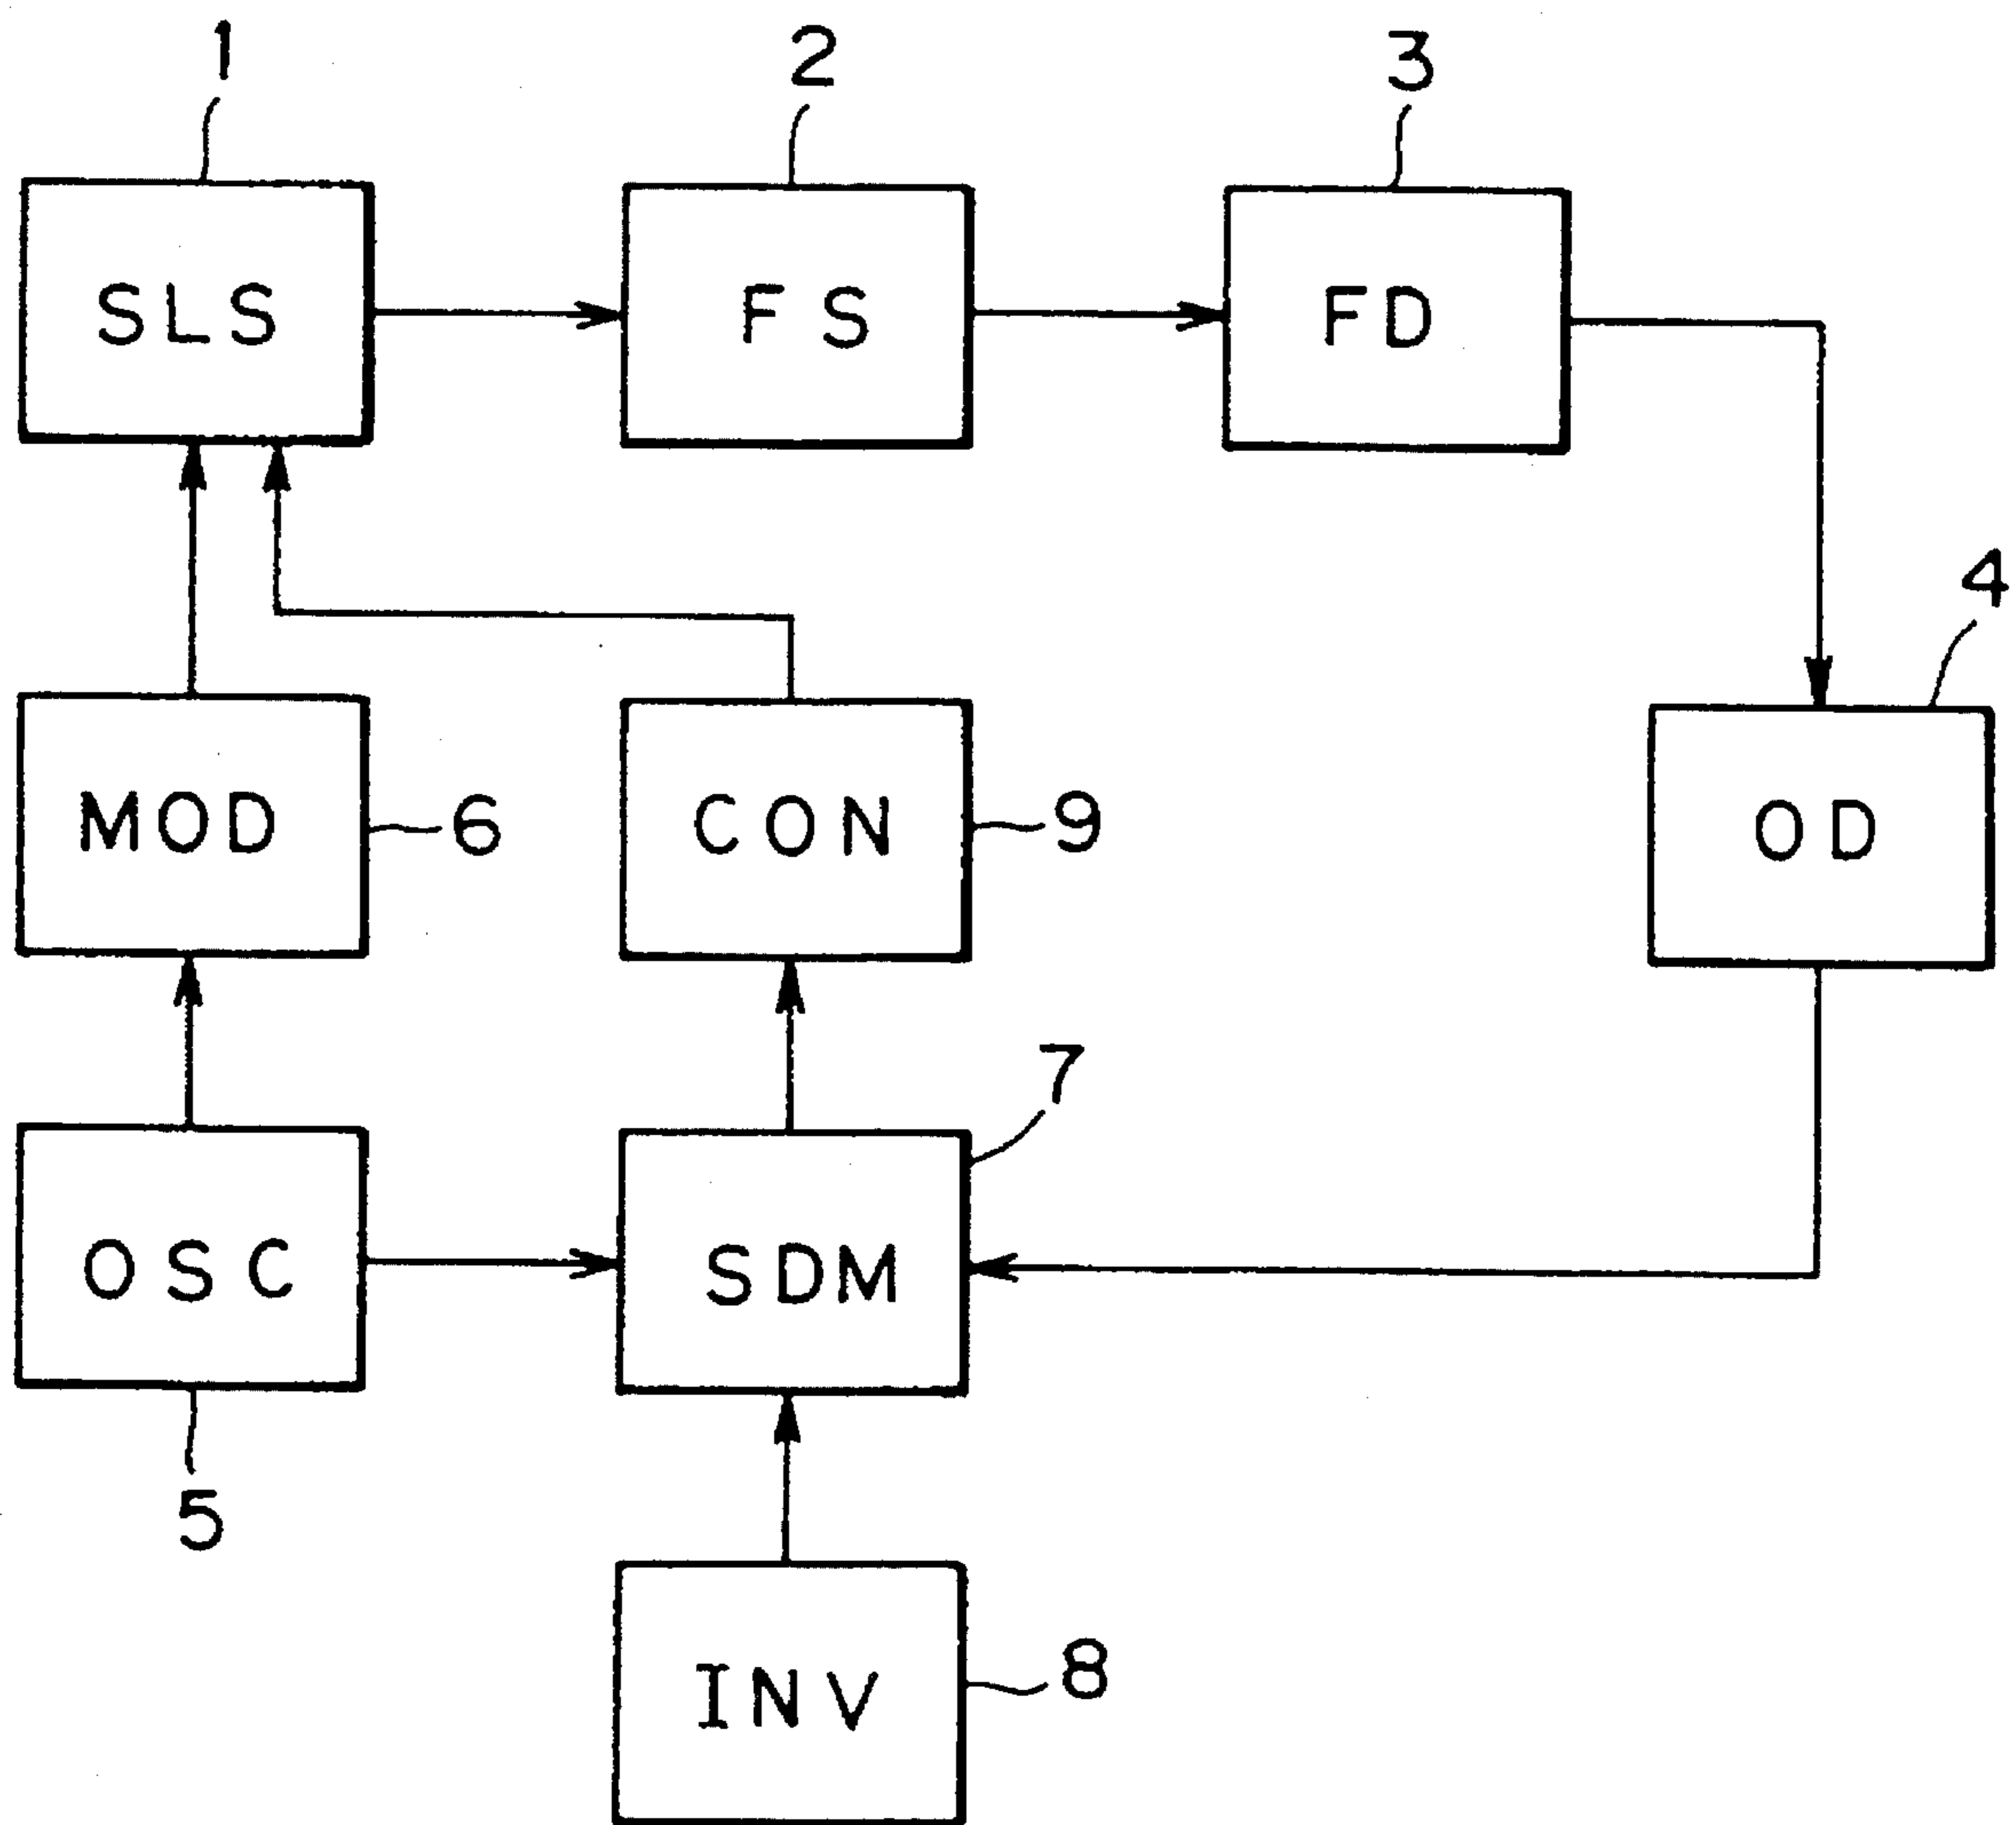 1 2 3
SLS FS FD
4
MOD 6 CON 9 OD
7
OSC SDM
5
INV 8